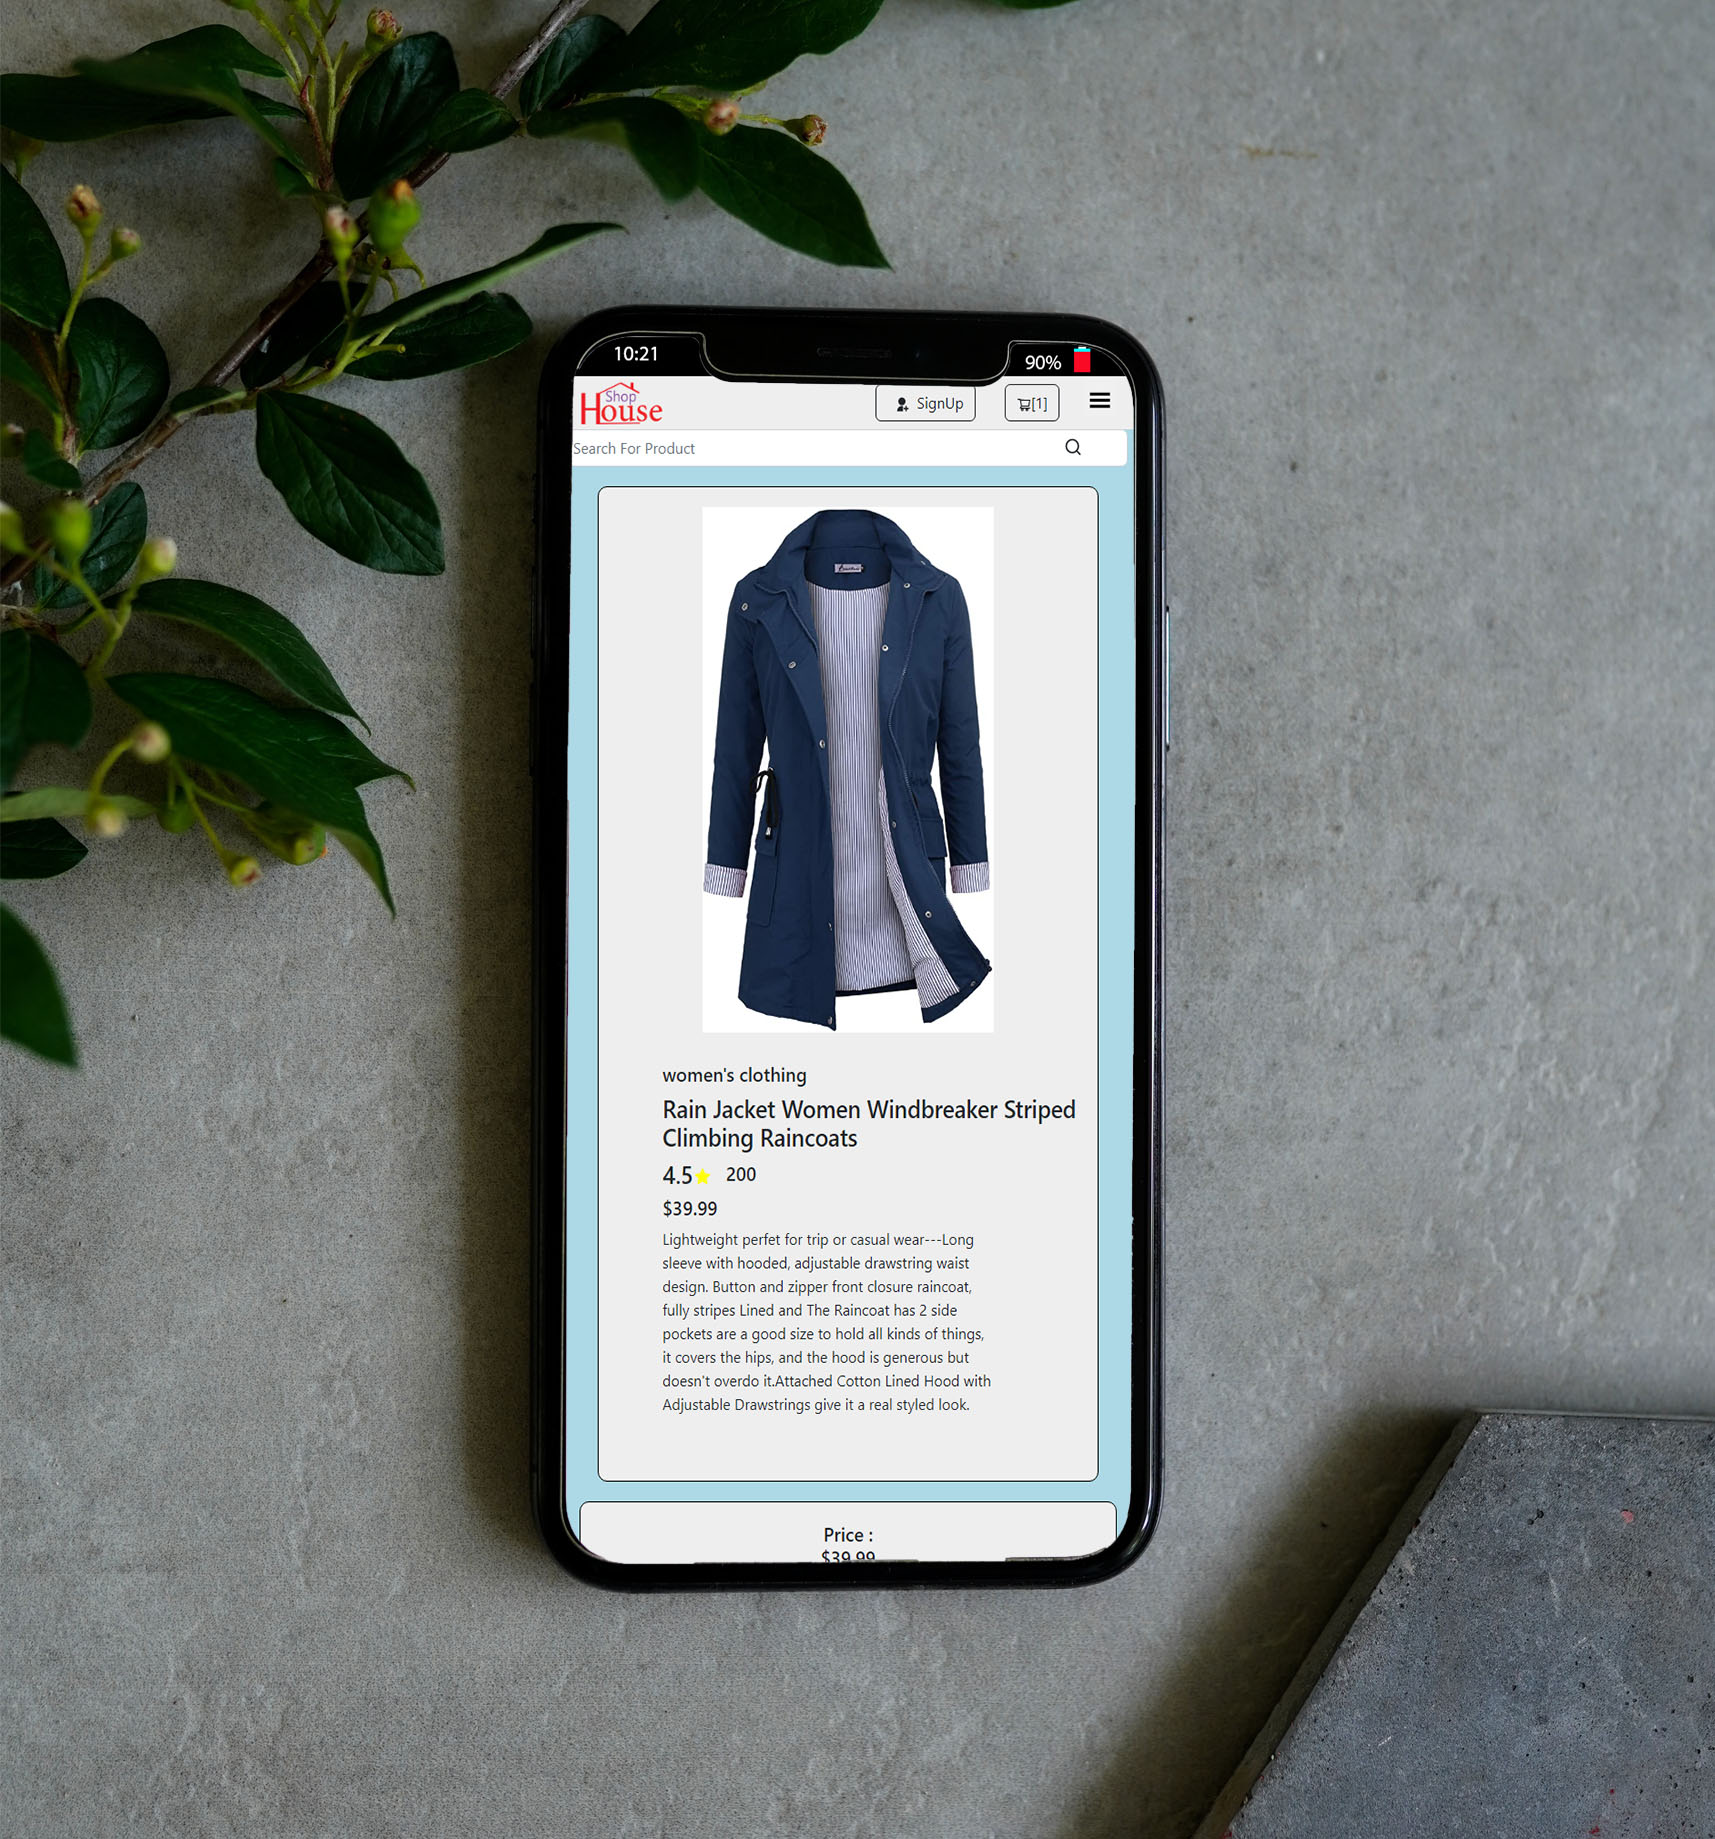 10:21
90%
Shop
House
SignUp
[1]
Search For Product
women's clothing
Rain Jacket Women Windbreaker Striped
Climbing Raincoats
4.5 200
$39.99
Lightweight perfet for trip or casual wear---Long
sleeve with hooded, adjustable drawstring waist
design. Button and zipper front closure raincoat,
fully stripes Lined and The Raincoat has 2 side
pockets are a good size to hold all kinds of things,
it covers the hips, and the hood is generous but
doesn't overdo it.Attached Cotton Lined Hood with
Adjustable Drawstrings give it a real styled look.
Price :
$39.99